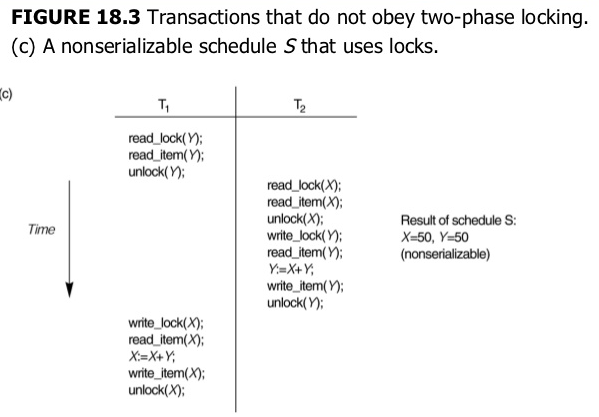 FIGURE 18.3 Transactions that do not obey two-phase locking.
(c) A nonserializable schedule S that uses locks.
(c)
T1
T2
read_lock(Y);
read_item(Y);
unlock(Y);
read_lock(X);
read_item(X);
unlock(X);
write_lock(Y);
read_item(Y);
Y:=X+Y;
write_item(Y);
unlock(Y);
Time
Result of schedule S:
X=50, Y=50
(nonserializable)
write_lock(X);
read_item(X);
X:=X+Y;
write_item(X);
unlock(X);